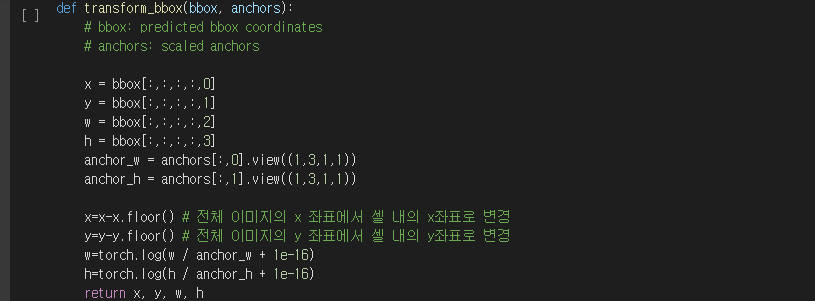 [ ]
def transform_bbox(bbox, anchors):
# bbox: predicted bbox coordinates
# anchors: scaled anchors
x = bbox[:,:,:,:,0]
y = bbox[:,:,:,:,1]
w = bbox[:,:,:,:,2]
h = bbox[:,:,:,:,3]
anchor_w = anchors[:,0].view((1,3,1,1))
anchor_h = anchors[:,1].view((1,3,1,1))
x=x-x.floor() # 전체 이미지의 x 좌표에서 셀 내의 x좌표로 변경
y=y-y.floor() # 전체 이미지의 y 좌표에서 셀 내의 y좌표로 변경
w=torch.log(w / anchor_w + 1e-16)
h=torch.log(h / anchor_h + 1e-16)
return x, y, w, h